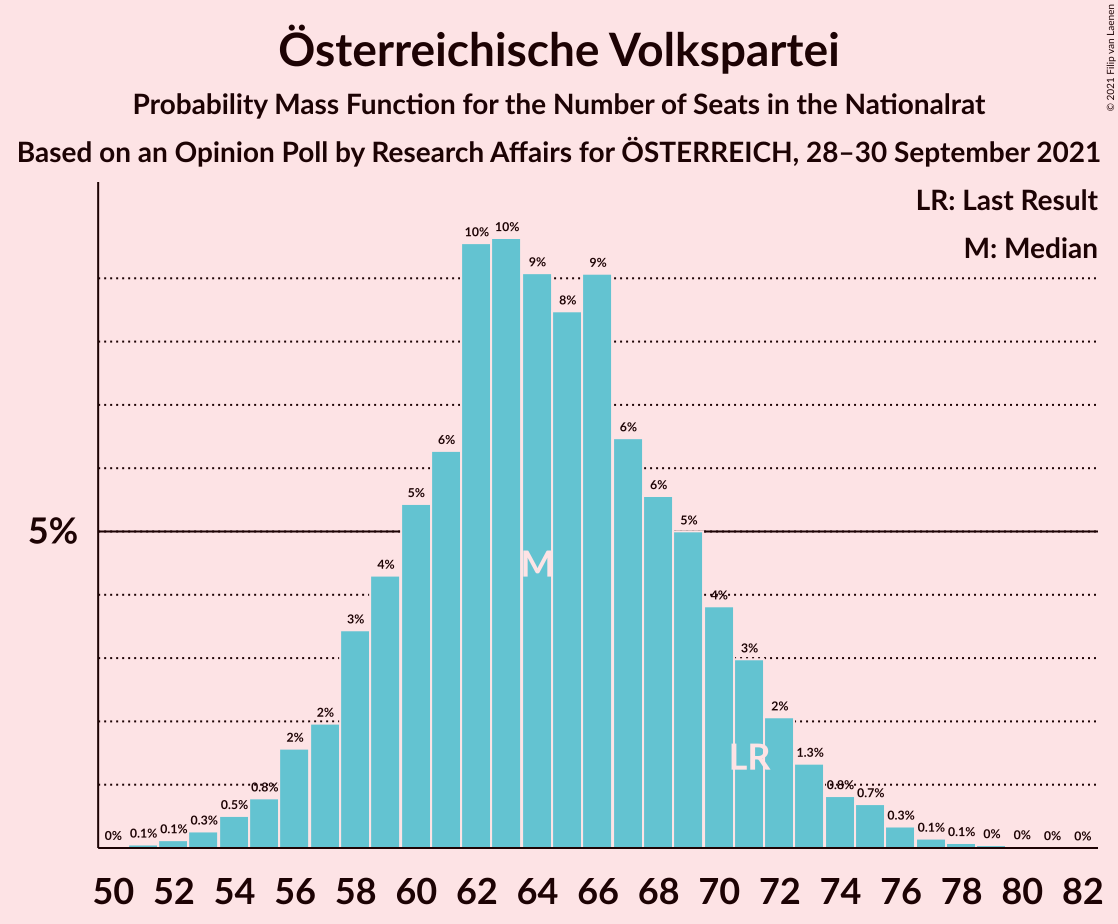 Österreichische Volkspartei
Probability Mass Function for the Number of Seats in the Nationalrat
Based on an Opinion Poll by Research Affairs for ÖSTERREICH, 28–30 September 2021
© 2021 Filip van Laenen
LR: Last Result
M: Median
5%
0% 0.1% 0.1% 0.3% 0.5% 0.8% 2% 2% 3% 4% 5% 6% 10% 10% 9% 8% 9% 6% 6% 5% 4% 3% 2% 1.3% 0.8% 0.7% 0.3% 0.1% 0.1% 0% 0% 0% 0%
M
LR
50 52 54 56 58 60 62 64 66 68 70 72 74 76 78 80 82